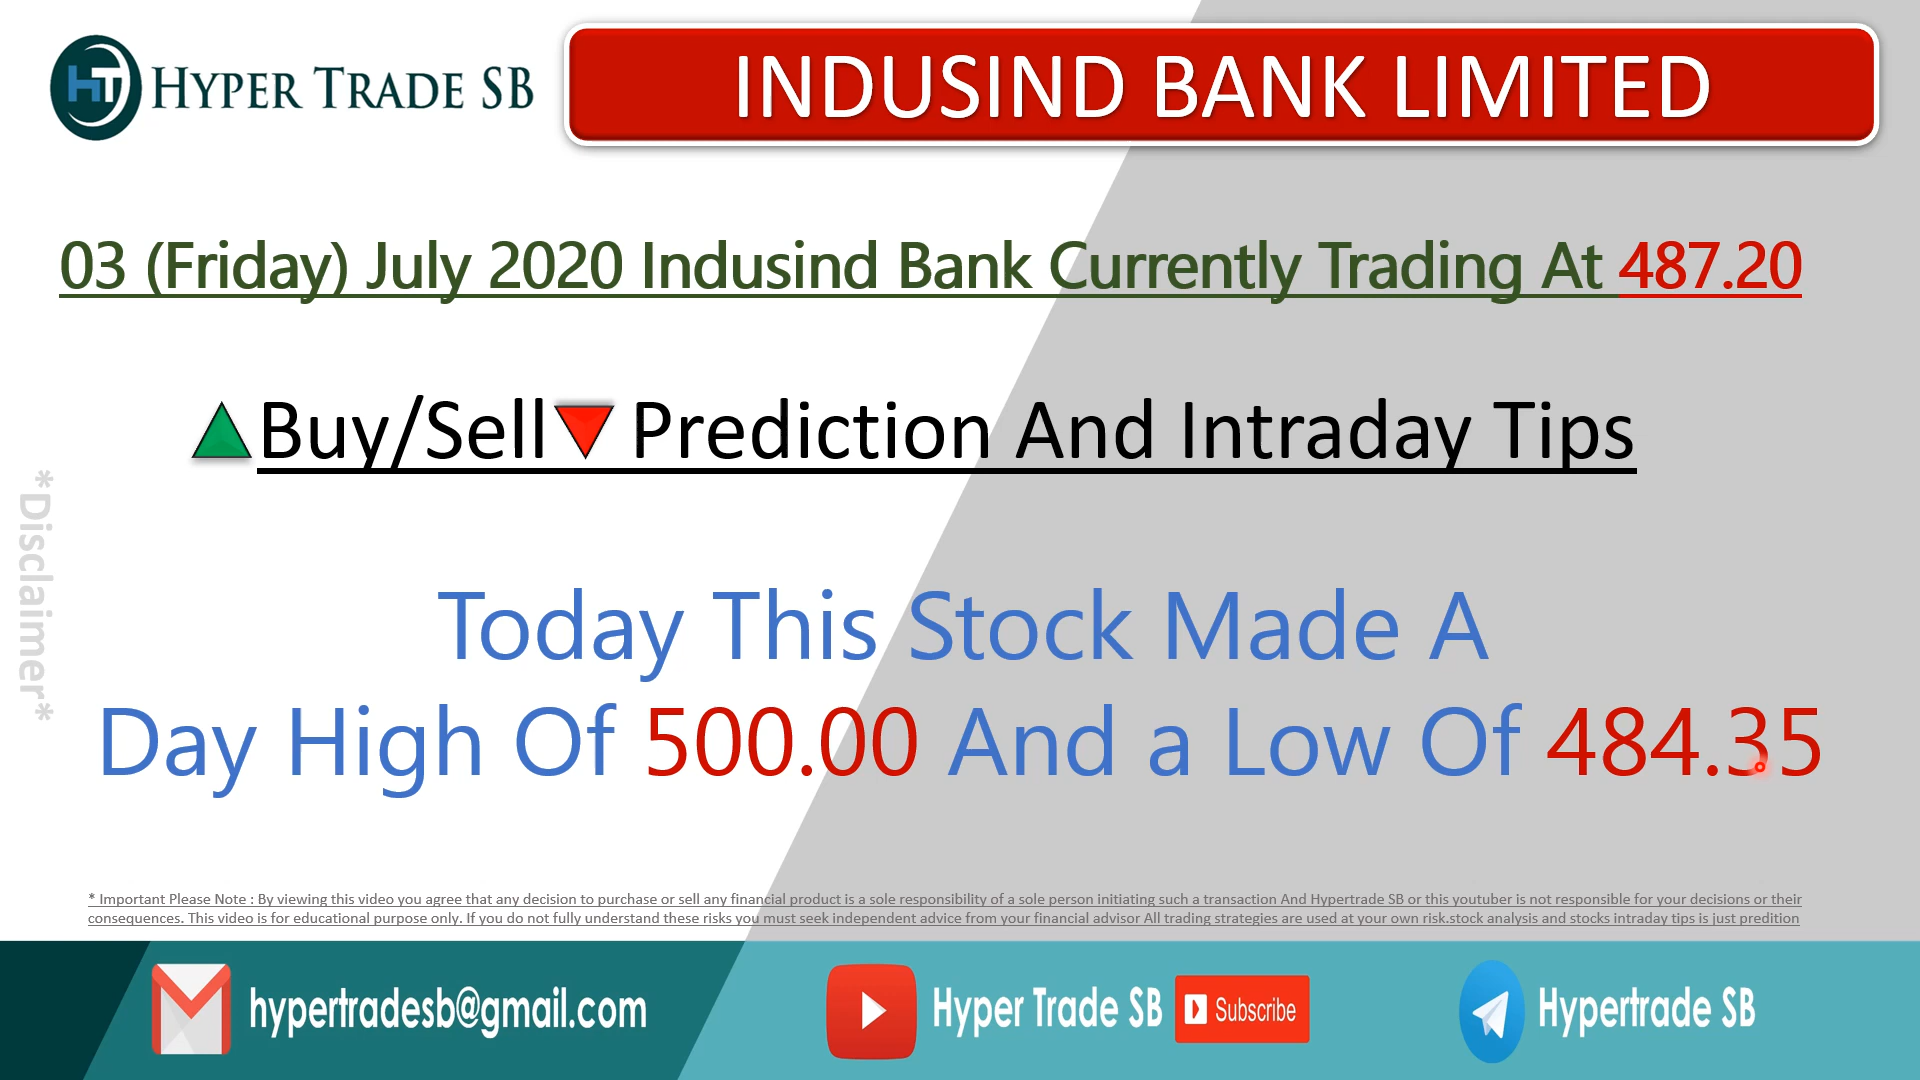 HT HYPER TRADE SB
INDUSIND BANK LIMITED
03 (Friday) July 2020 Indusind Bank Currently Trading At 487.20
Buy/Sell Prediction And Intraday Tips
Today This Stock Made A
Day High Of 500.00 And a Low Of 484.35
*Disclaimer*
* Important Please Note : By viewing this video you agree that any decision to purchase or sell any financial product is a sole responsibility of a sole person initiating such a transaction And Hypertrade SB or this youtuber is not responsible for your decisions or their
consequences. This video is for educational purpose only. If you do not fully understand these risks you must seek independent advice from your financial advisor All trading strategies are used at your own risk.stock analysis and stocks intraday tips is just predition
hypertradesb@gmail.com Hyper Trade SB Subscribe Hypertrade SB